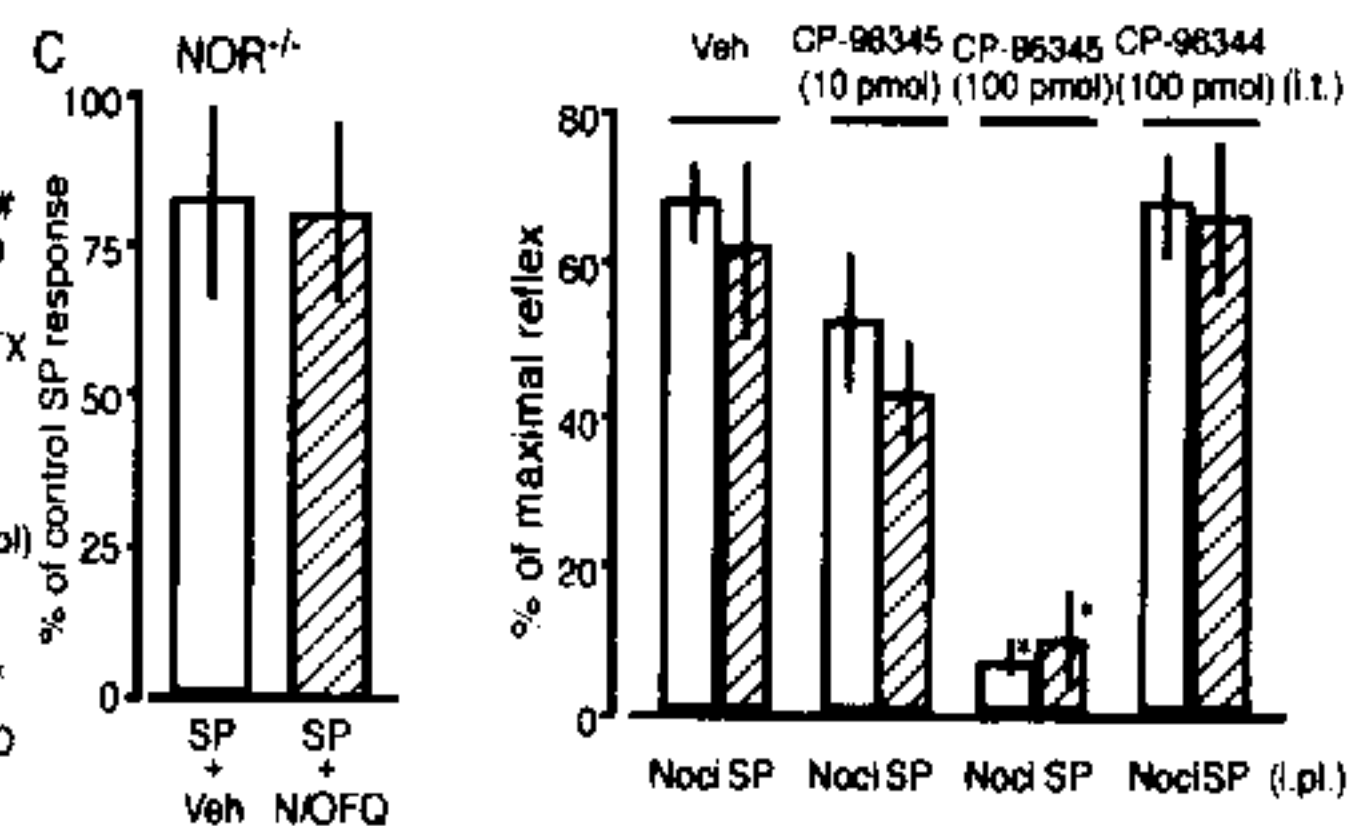 C NOR-/-
100
75
50
25
0
% of control SP response
SP
+
Veh
SP
+
N/OFQ
Veh
CP-96345
(10 pmol)
CP-96345
(100 pmol)
CP-96344
(100 pmol) (i.t.)
80
60
40
20
0
% of maximal reflex
*
*
Noci SP Noci SP Noci SP Noci SP (i.pl.)
#
X
ol)